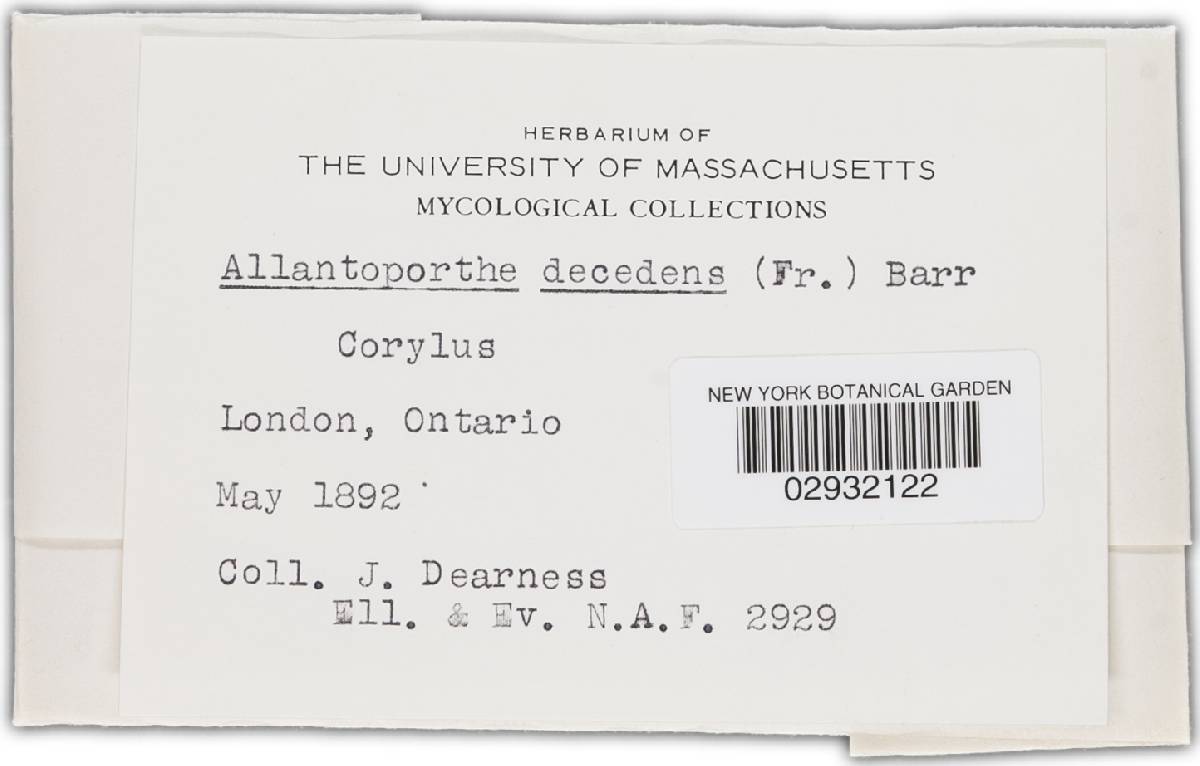 HERBARIUM OF
THE UNIVERSITY OF MASSACHUSETTS
MYCOLOGICAL COLLECTIONS
Allantoporthe decedens (Fr.) Barr
Corylus
London, Ontario
May 1892
Coll. J. Dearness
Ell. & Ev. N.A.F. 2929
NEW YORK BOTANICAL GARDEN
02932122